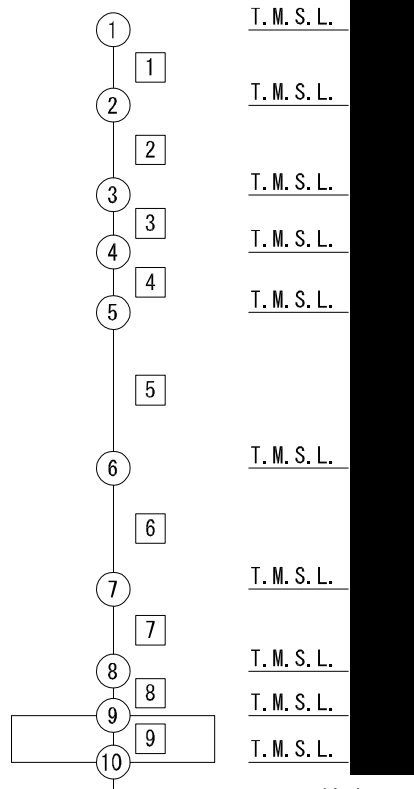 ① T.M.S.L.
1
② T.M.S.L.
2
③ T.M.S.L.
3
④ T.M.S.L.
4
⑤ T.M.S.L.
5
⑥ T.M.S.L.
6
⑦ T.M.S.L.
7
⑧ T.M.S.L.
8
⑨ T.M.S.L.
9
⑩ T.M.S.L.